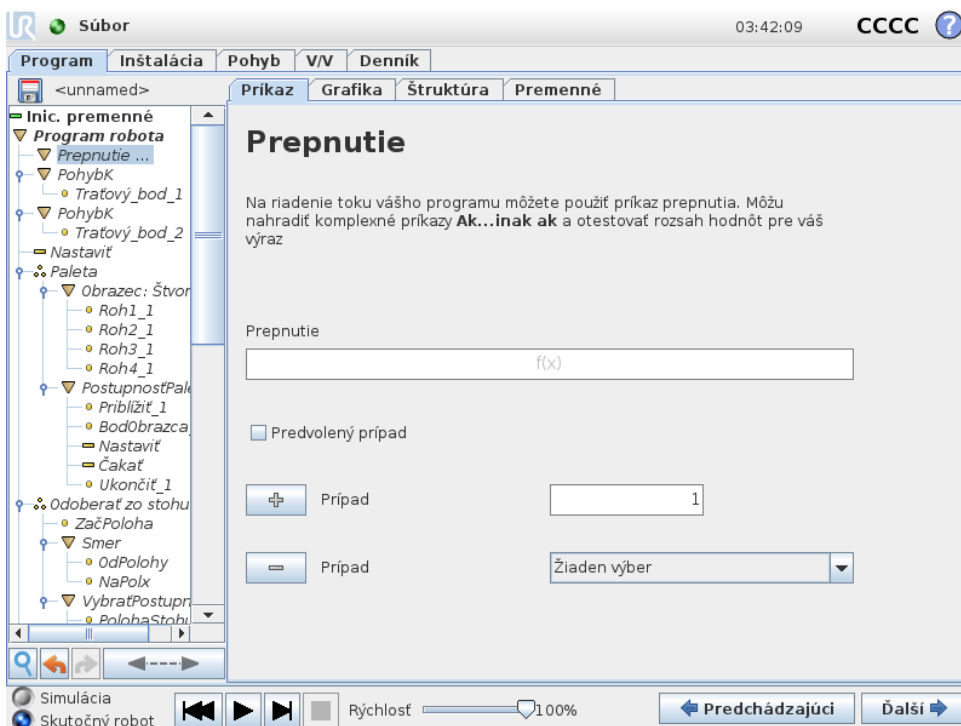 UR Súbor 03:42:09 CCCC ?
Program Inštalácia Pohyb V/V Denník
<unnamed> Príkaz Grafika Štruktúra Premenné
Inic. premenné
Program robota
Prepnutie ...
PohybK
Traťový_bod_1
PohybK
Traťový_bod_2
Nastaviť
Paleta
Obrazec: Štvor
Roh1_1
Roh2_1
Roh3_1
Roh4_1
PostupnosťPale
Priblížiť_1
BodObrazca_
Nastaviť
Čakať
Ukončiť_1
Odoberať zo stohu
ZačPoloha
Smer
OdPolohy
NaPolx
VybraťPostupn
PolohaStohu
Prepnutie
Na riadenie toku vášho programu môžete použiť príkaz prepnutia. Môžu
nahradiť komplexné príkazy Ak...inak ak a otestovať rozsah hodnôt pre váš
výraz
Prepnutie
f(x)
Predvolený prípad
Prípad 1
Prípad Žiaden výber
Simulácia
Skutočný robot
Rýchlosť 100%
Predchádzajúci Ďalší